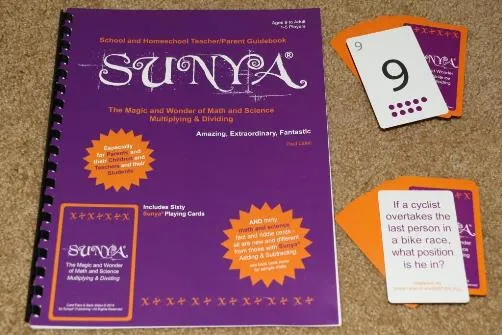 Ages 8 to Adult
1-5 Players
School and Homeschool Teacher/Parent Guidebook
SUNYA®
The Magic and Wonder of Math and Science
Multiplying & Dividing
Amazing, Extraordinary, Fantastic
Especially
for Parents and
their Children and
Teachers and their
Students
Includes Sixty
Sunya® Playing Cards
AND thirty
math and science
fact and riddle cards -
all are new and different
from those with Sunya®
Adding & Subtracting
SUNYA®
The Magic and Wonder
of Math and Science
Multiplying & Dividing
9
9
If a cyclist
overtakes the
last person in
a bike race,
what position
is he in?